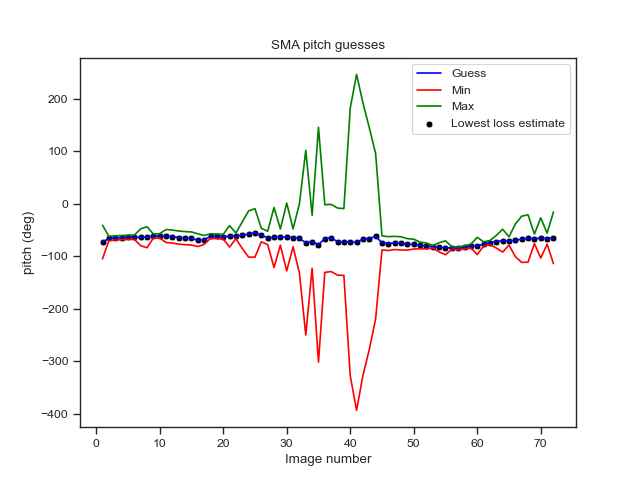 SMA pitch guesses
Guess
Min
Max
Lowest loss estimate
200
100
0
−100
−200
−300
−400
pitch (deg)
0 10 20 30 40 50 60 70
Image number